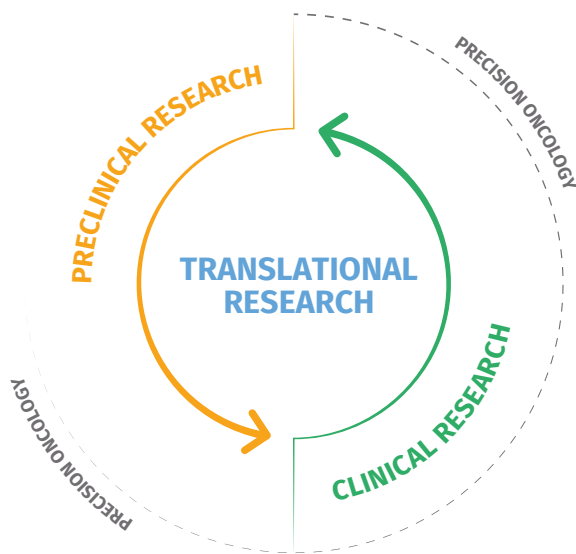 PRECISION ONCOLOGY
PRECLINICAL RESEARCH
TRANSLATIONAL
RESEARCH
CLINICAL RESEARCH
PRECISION ONCOLOGY